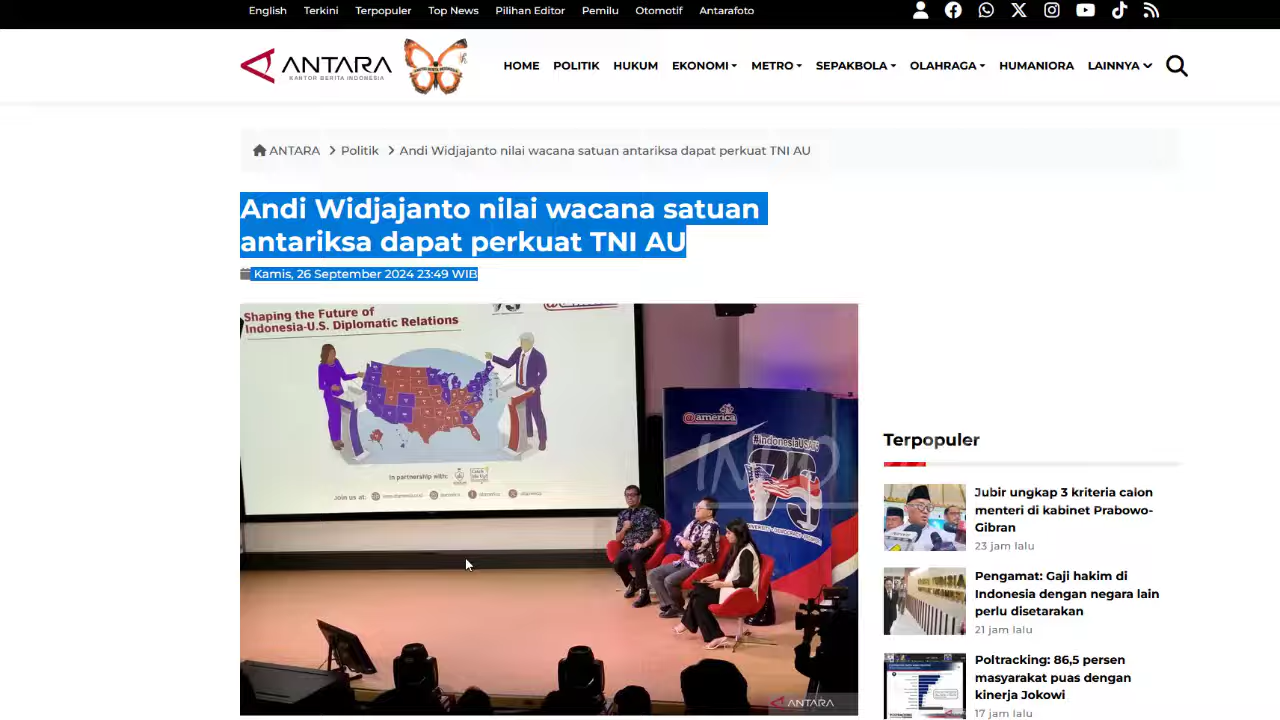 English Terkini Terpopuler Top News Pilihan Editor Pemilu Otomotif Antarafoto
ANTARA
KANTOR BERITA INDONESIA
HOME POLITIK HUKUM EKONOMI METRO SEPAKBOLA OLAHRAGA HUMANIORA LAINNYA
ANTARA > Politik > Andi Widjajanto nilai wacana satuan antariksa dapat perkuat TNI AU
Andi Widjajanto nilai wacana satuan
antariksa dapat perkuat TNI AU
Kamis, 26 September 2024 23:49 WIB
Shaping the Future of
Indonesia-U.S. Diplomatic Relations
In partnership with:
Join us at:
@america
#IndonesiaUSA
75
INDO
ANTARA
Terpopuler
Jubir ungkap 3 kriteria calon
menteri di kabinet Prabowo-
Gibran
23 jam lalu
Pengamat: Gaji hakim di
Indonesia dengan negara lain
perlu disetarakan
21 jam lalu
Poltracking: 86,5 persen
masyarakat puas dengan
kinerja Jokowi
17 jam lalu